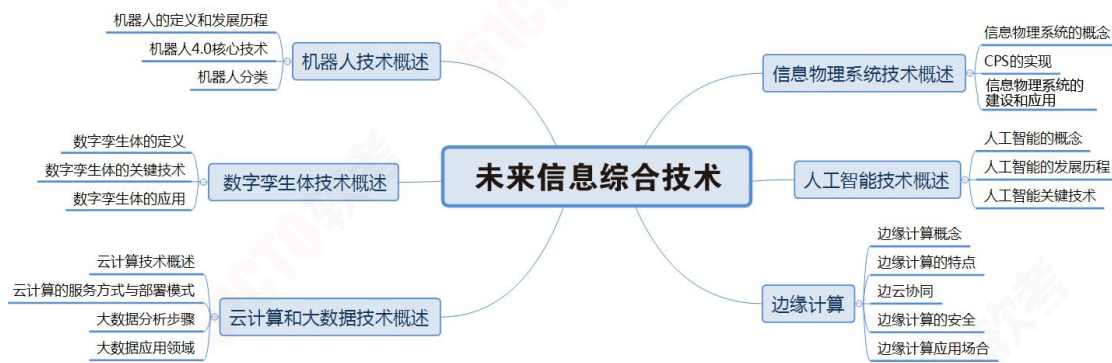 未来信息综合技术
信息物理系统技术概述
信息物理系统的概念
CPS的实现
信息物理系统的
建设和应用
人工智能技术概述
人工智能的概念
人工智能的发展历程
人工智能关键技术
边缘计算
边缘计算概念
边缘计算的特点
边云协同
边缘计算的安全
边缘计算应用场合
机器人技术概述
机器人的定义和发展历程
机器人4.0核心技术
机器人分类
数字孪生体技术概述
数字孪生体的定义
数字孪生体的关键技术
数字孪生体的应用
云计算和大数据技术概述
云计算技术概述
云计算的服务方式与部署模式
大数据分析步骤
大数据应用领域
51CTO软考
51CTO
软考